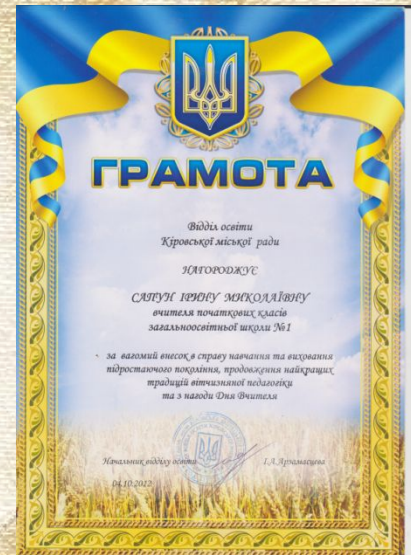 ГРАМОТА
Відділ освіти
Кіровської міської ради
НАГОРОДЖУЄ
САПУН ІРИНУ МИКОЛАЇВНУ
вчителя початкових класів
загальноосвітньої школи №1
за вагомий внесок в справу навчання та виховання
підростаючого покоління, продовження найкращих
традицій вітчизняної педагогіки
та з нагоди Дня Вчителя
Начальник відділу освіти І.А.
04.10.2012